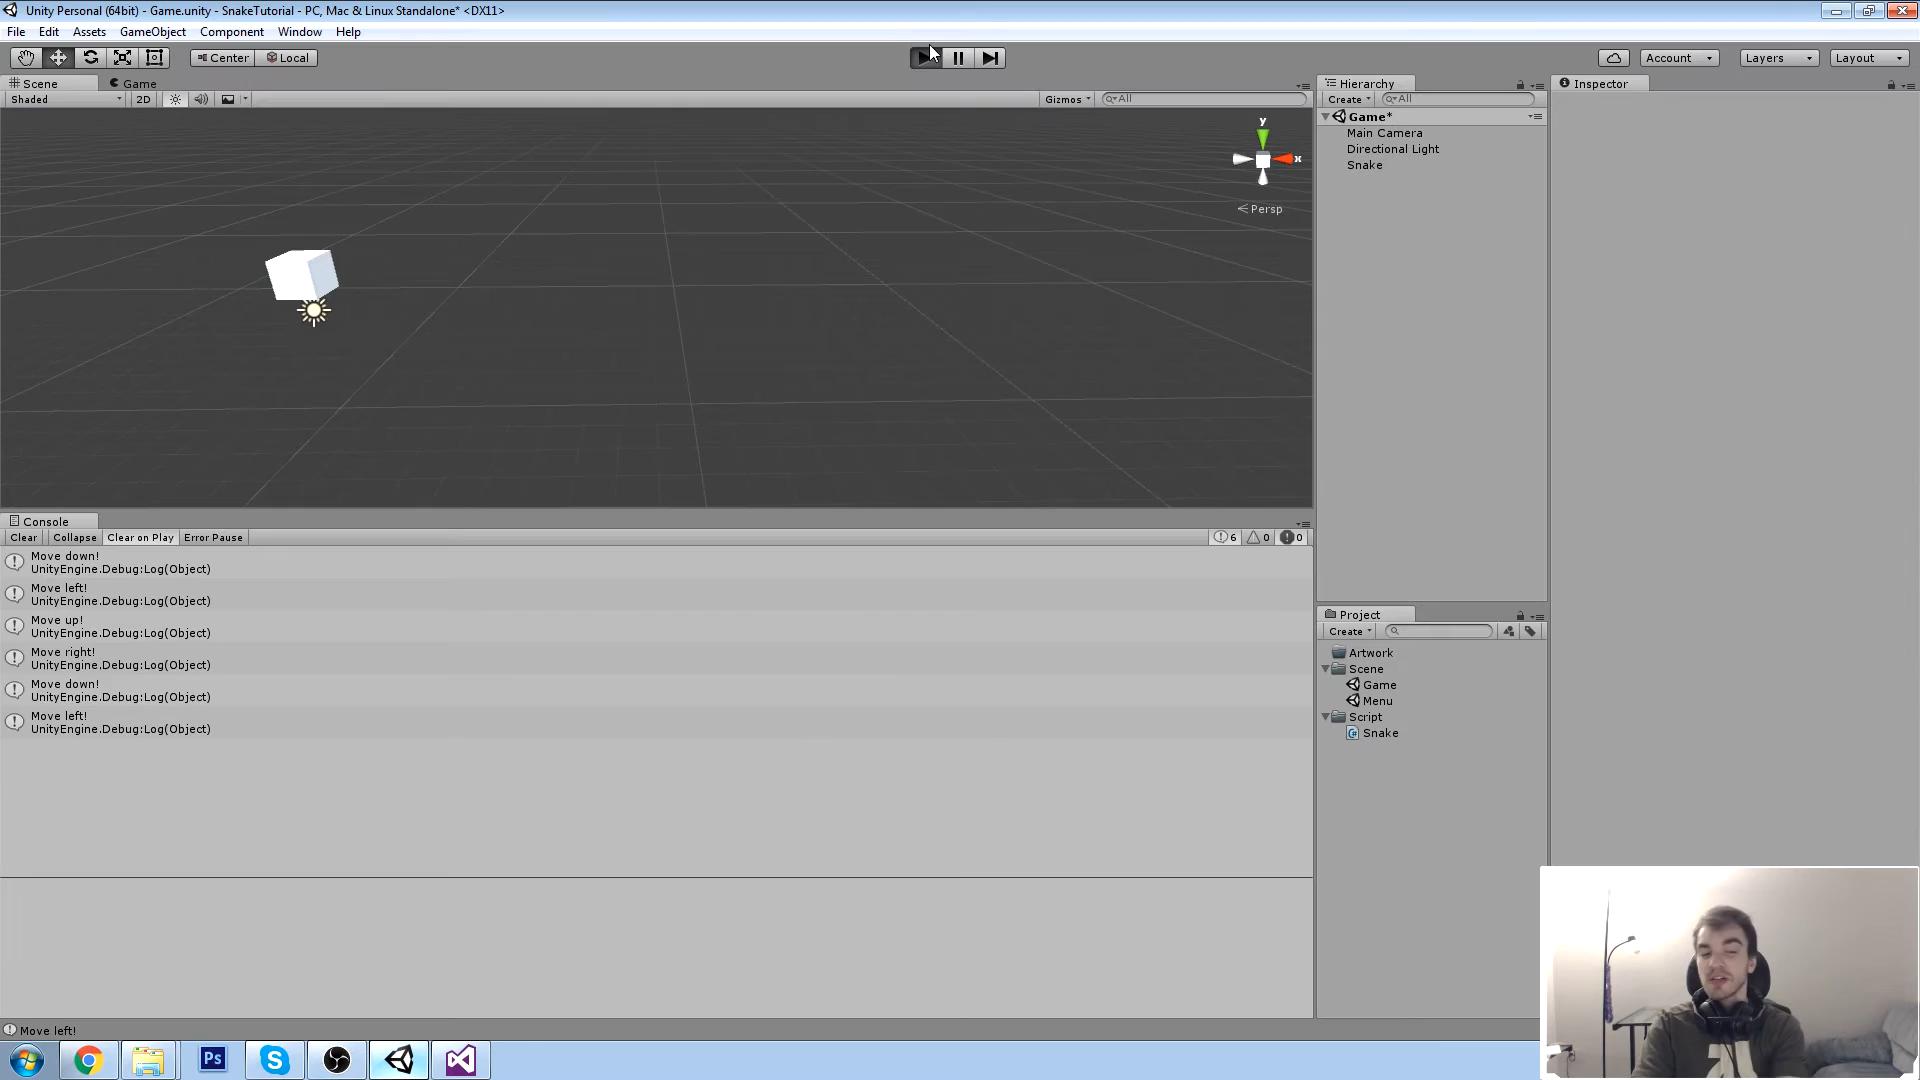 Unity Personal (64bit) - Game.unity - SnakeTutorial - PC, Mac & Linux Standalone* <DX11>
File Edit Assets GameObject Component Window Help
Center Local Account Layers Layout
Scene Game
Shaded 2D Gizmos All
y
x
Persp
Hierarchy
Create All
Game*
Main Camera
Directional Light
Snake
Inspector
Console
Clear Collapse Clear on Play Error Pause 6 0 0
Move down!
UnityEngine.Debug:Log(Object)
Move left!
UnityEngine.Debug:Log(Object)
Move up!
UnityEngine.Debug:Log(Object)
Move right!
UnityEngine.Debug:Log(Object)
Move down!
UnityEngine.Debug:Log(Object)
Move left!
UnityEngine.Debug:Log(Object)
Project
Create
Artwork
Scene
Game
Menu
Script
Snake
Move left!
Ps